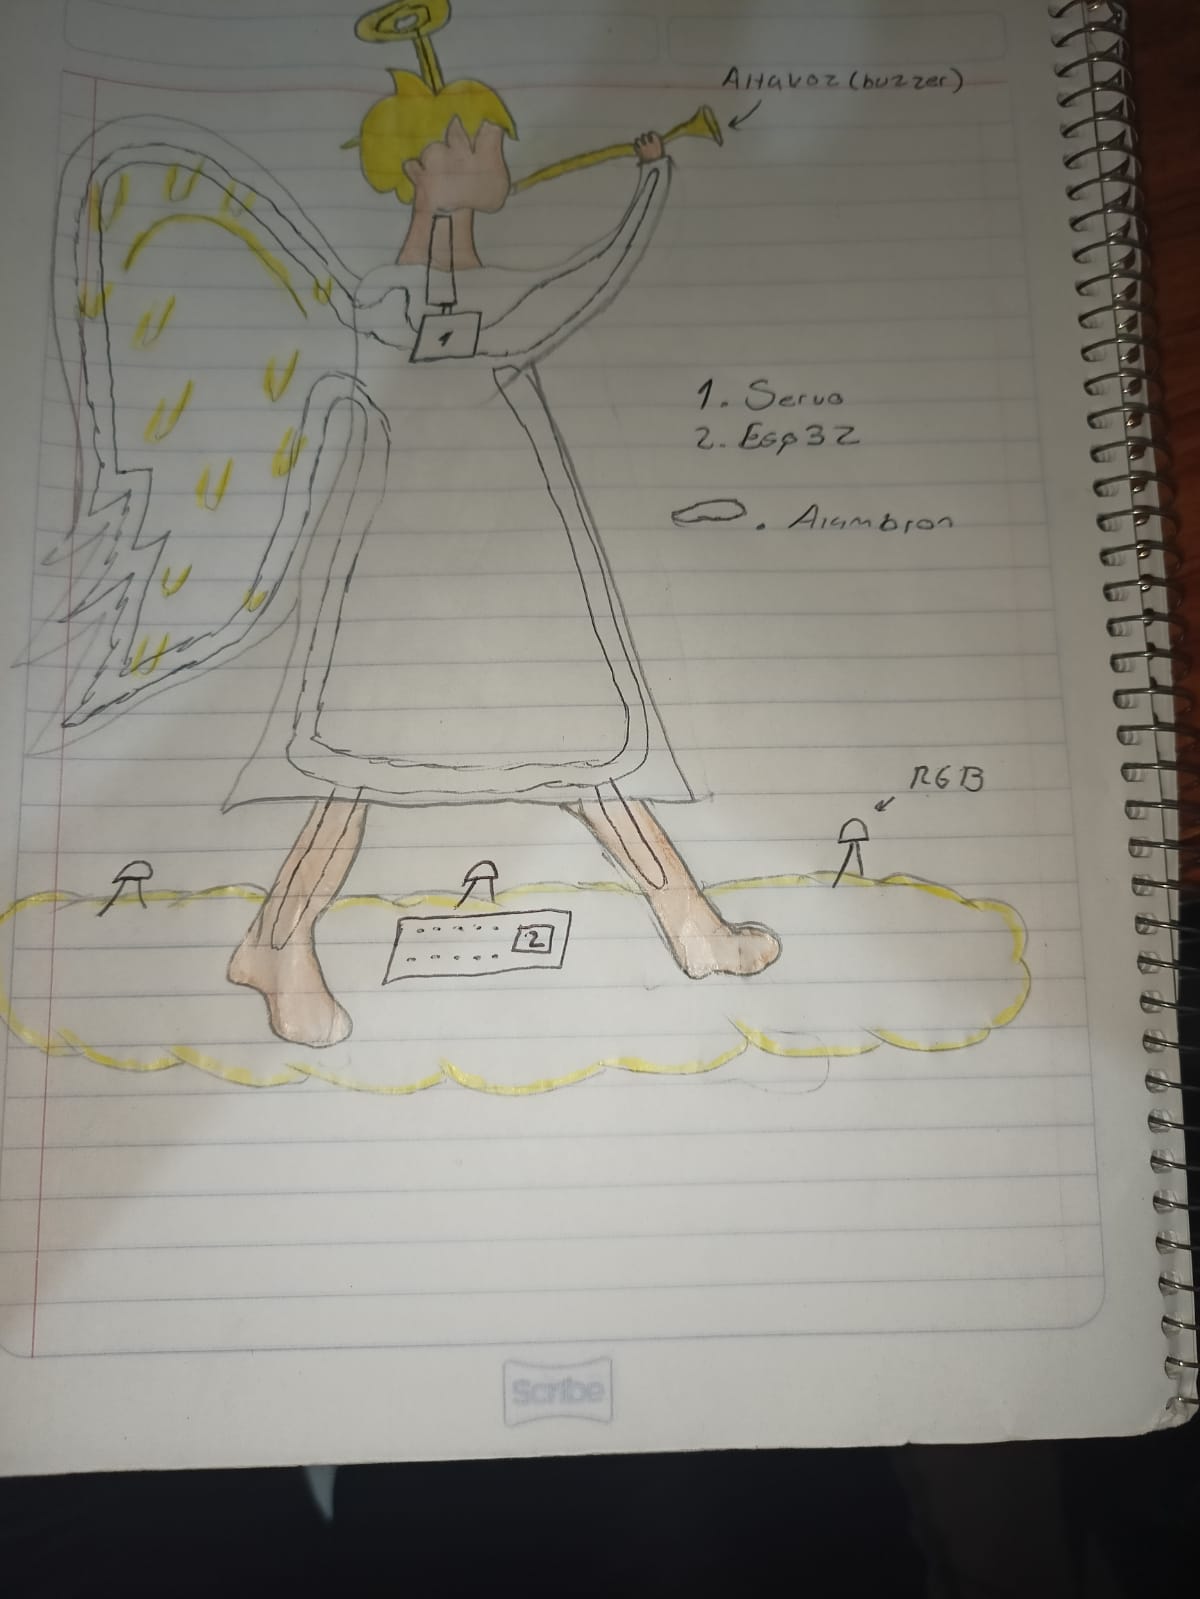 Altavoz (buzzer)
1
1. Servo
2. Esp32
. Alambron
RGB
2
Scribe